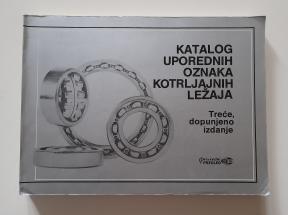 KATALOG
UPOREDNIH
OZNAKA
KOTRLJAJNIH
LEŽAJA
Treće,
dopunjeno
izdanje